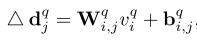 △ d_j^q = W_{i,j}^q v_i^q + b_{i,j}^q,